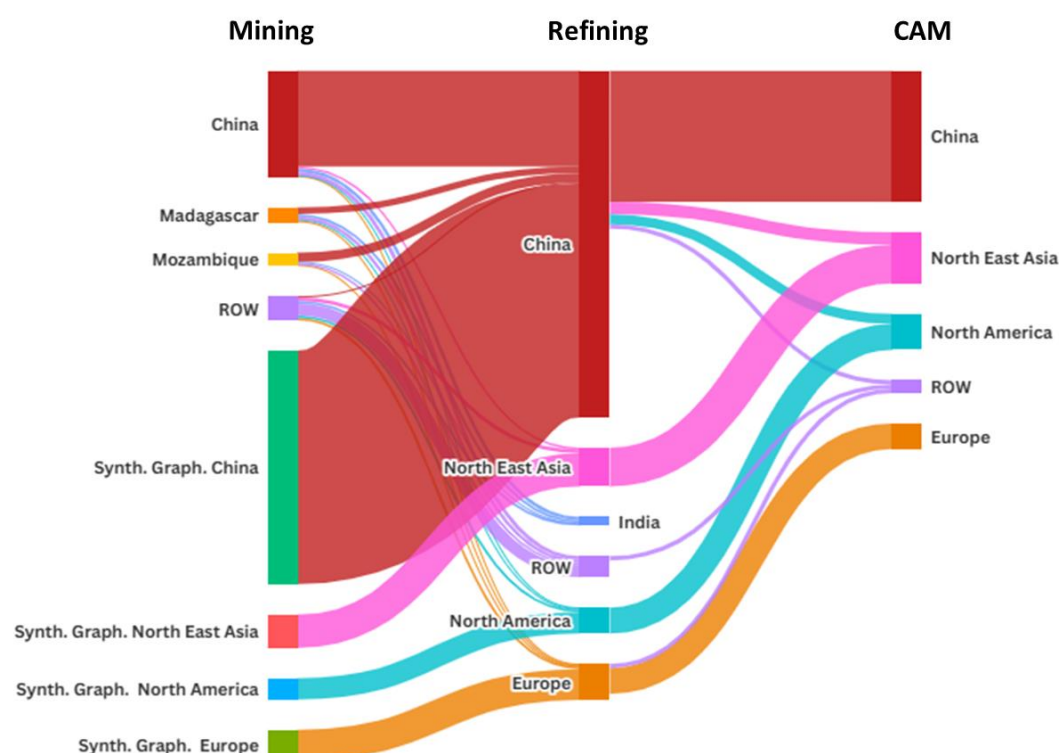 Mining
Refining
CAM
China
Madagascar
Mozambique
ROW
Synth. Graph. China
Synth. Graph. North East Asia
Synth. Graph. North America
Synth. Graph. Europe
China
North East Asia
India
ROW
North America
Europe
China
North East Asia
North America
ROW
Europe